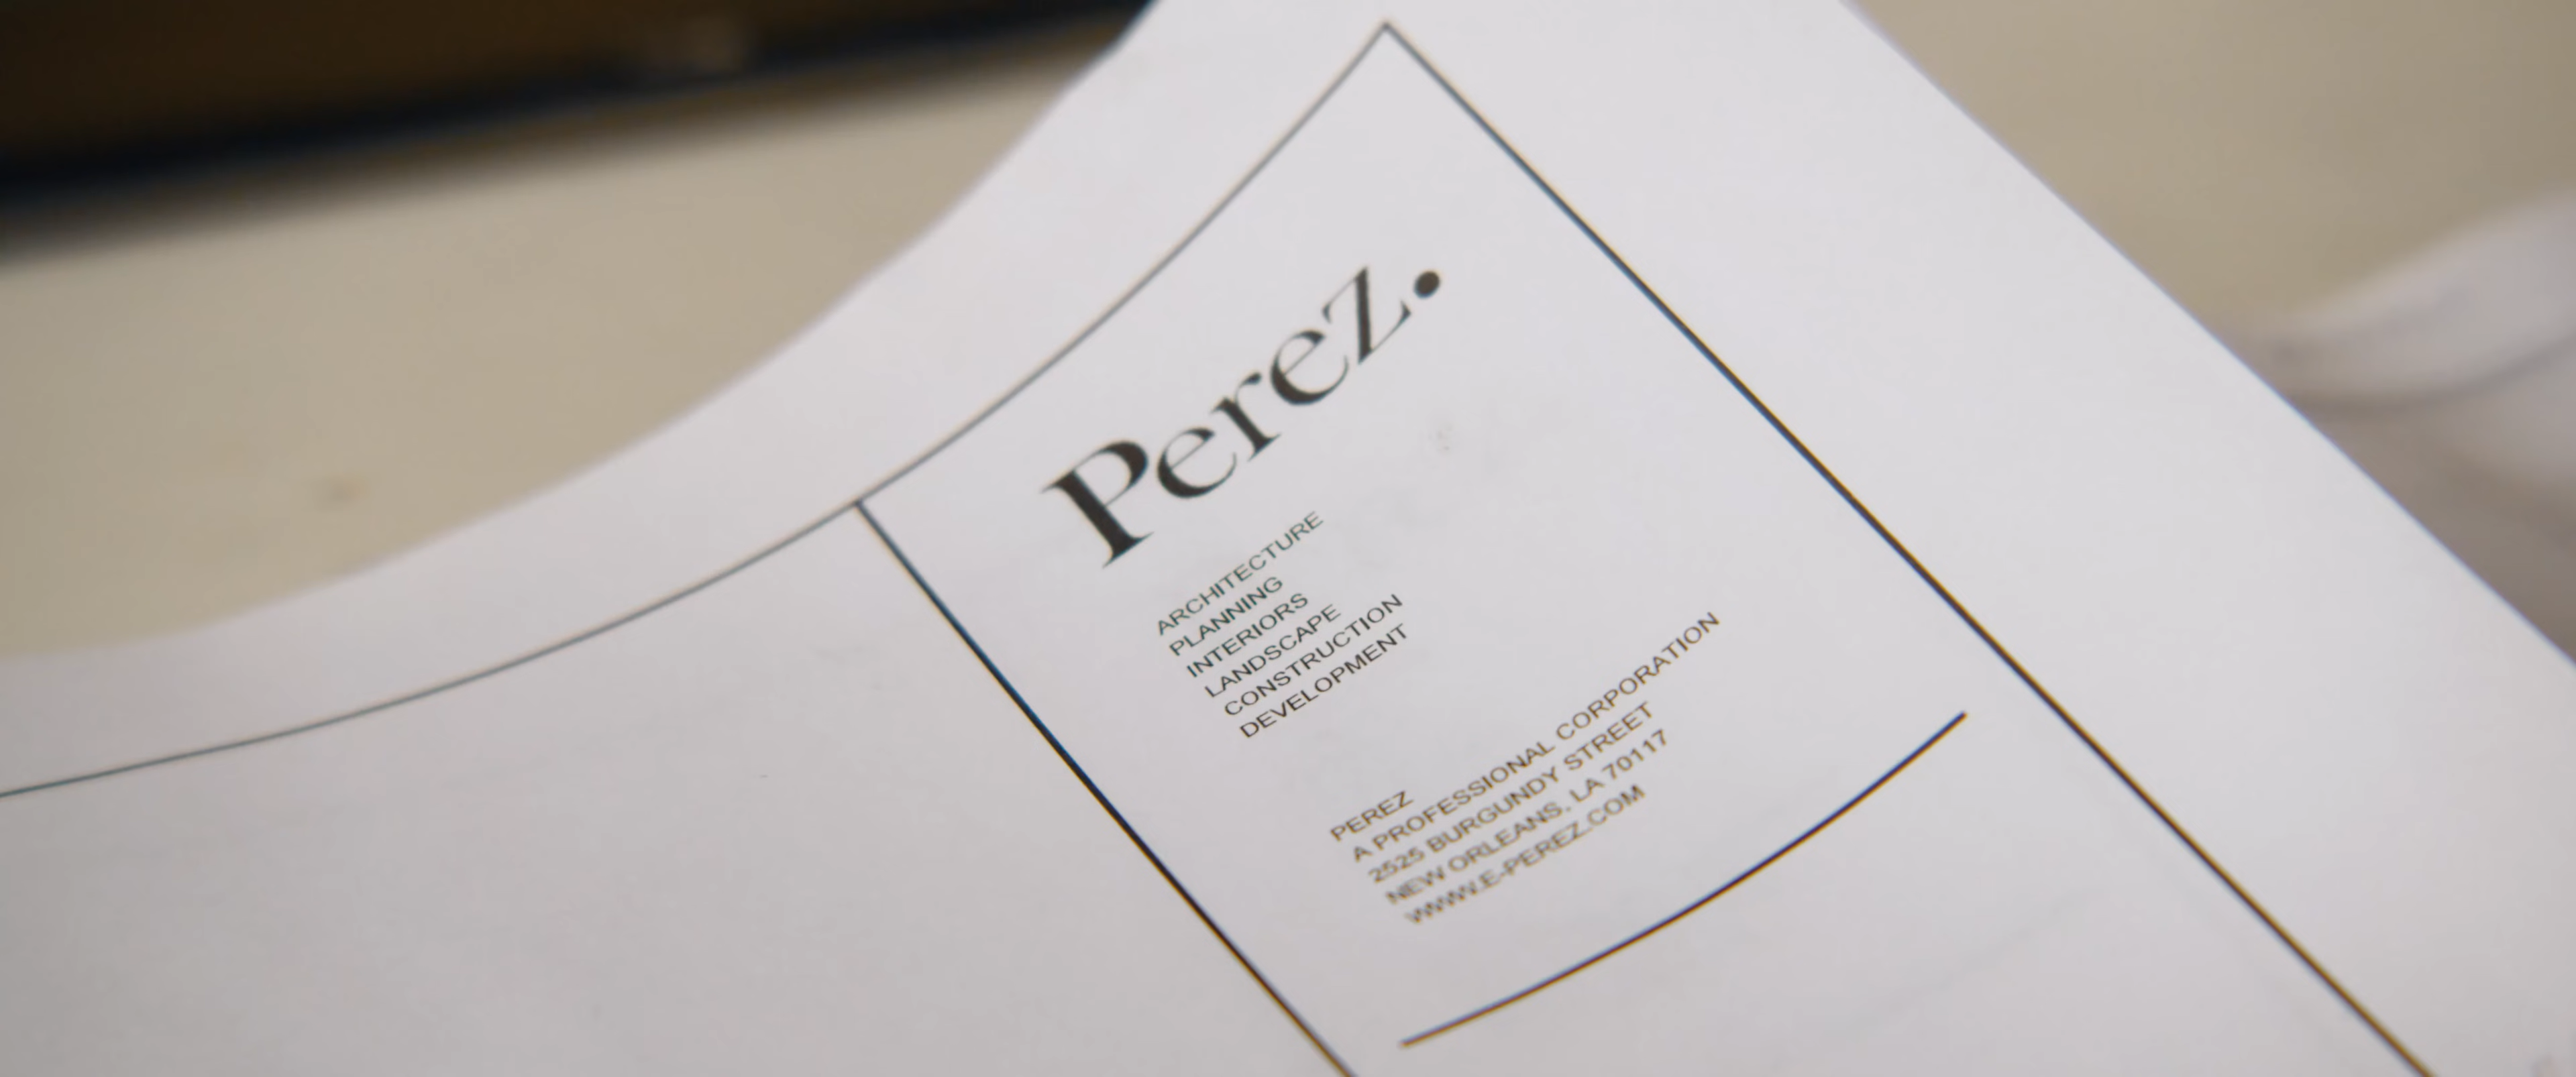 Perez.
ARCHITECTURE
PLANNING
INTERIORS
LANDSCAPE
CONSTRUCTION
DEVELOPMENT
PEREZ
A PROFESSIONAL CORPORATION
2525 BURGUNDY STREET
NEW ORLEANS, LA 70117
WWW.E-PEREZ.COM